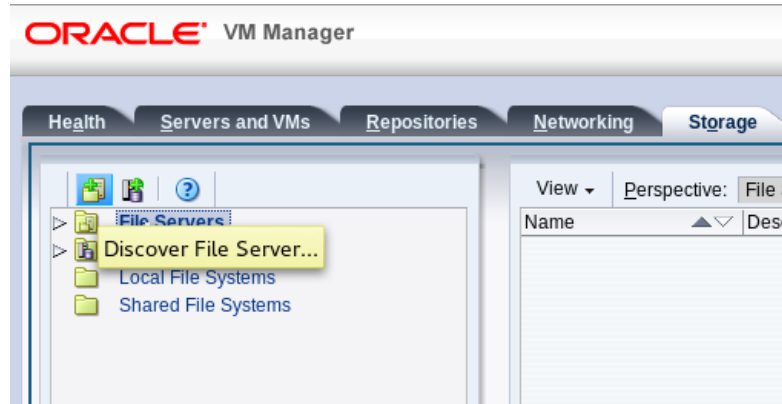 ORACLE® VM Manager
Health Servers and VMs Repositories Networking Storage
View Perspective: File
File Servers
Name Desc
Discover File Server...
Local File Systems
Shared File Systems